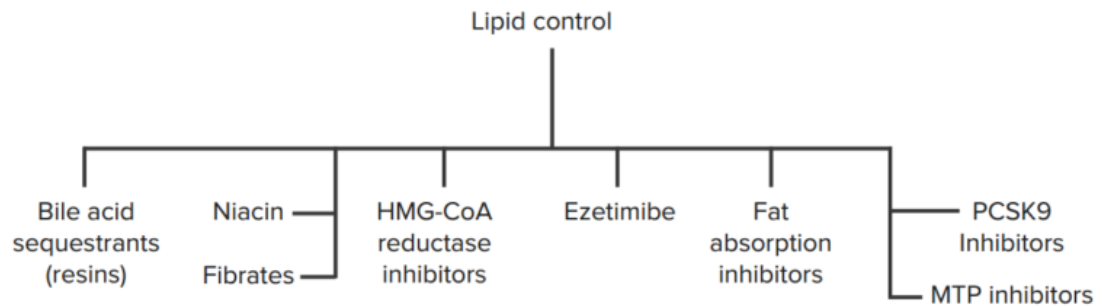 Lipid control
Bile acid
sequestrants
(resins)
Niacin
Fibrates
HMG-CoA
reductase
inhibitors
Ezetimibe
Fat
absorption
inhibitors
PCSK9
Inhibitors
MTP inhibitors